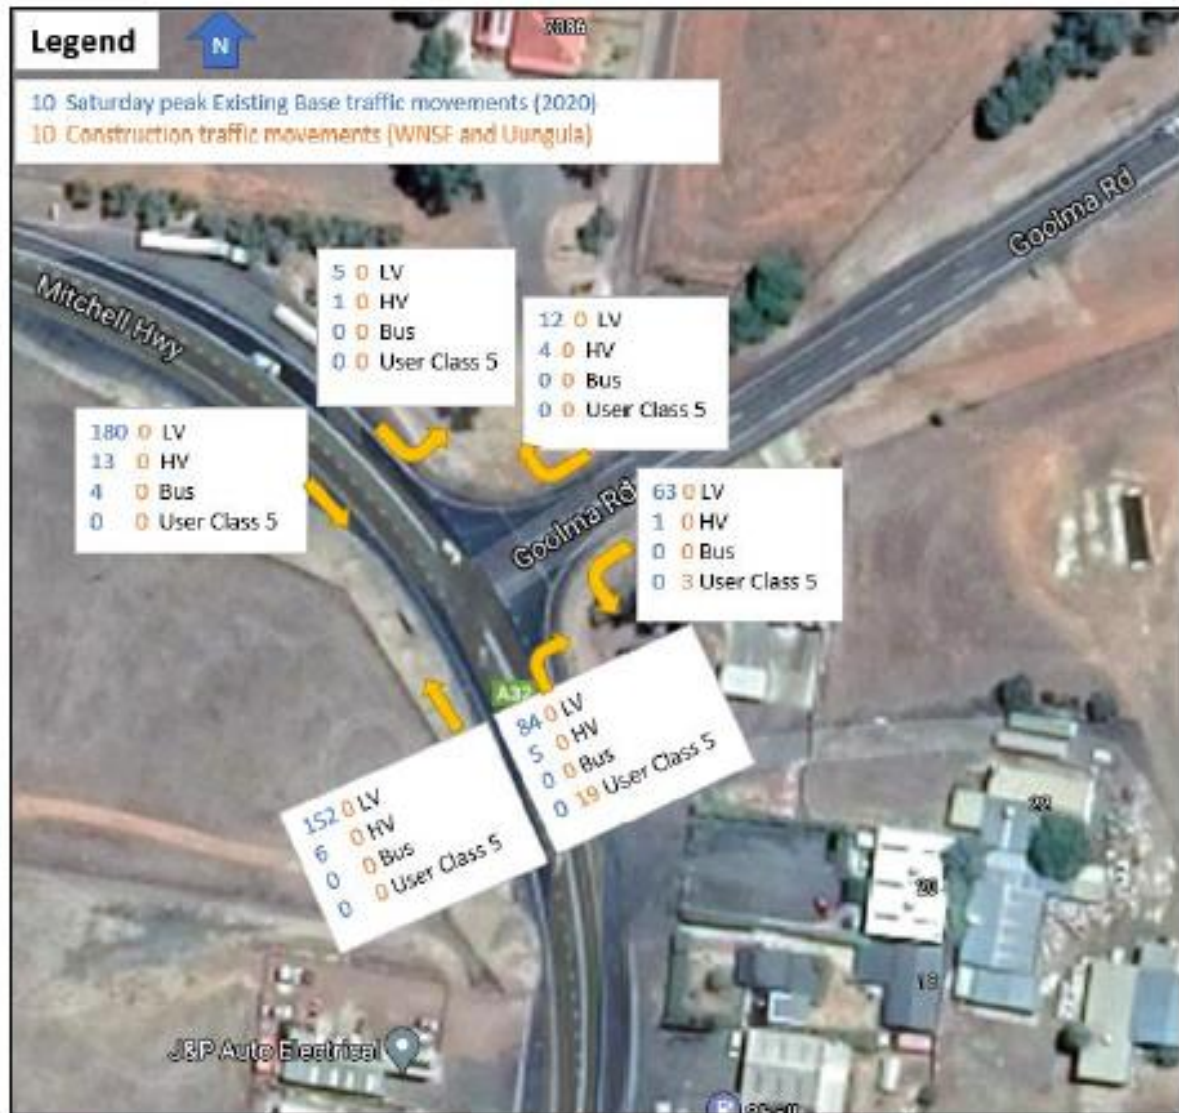 Legend
N
7386
10 Saturday peak Existing Base traffic movements (2020)
10 Construction traffic movements (WNSF and Uungula)
Goolma Rd
Mitchell Hwy
5 0 LV
1 0 HV
0 0 Bus
0 0 User Class 5
12 0 LV
4 0 HV
0 0 Bus
0 0 User Class 5
180 0 LV
13 0 HV
4 0 Bus
0 0 User Class 5
63 0 LV
1 0 HV
0 0 Bus
0 3 User Class 5
Goolma Rd
A32
84 0 LV
5 0 HV
0 0 Bus
0 19 User Class 5
152 0 LV
6 0 HV
0 0 Bus
0 0 User Class 5
22
20
18
J&P Auto Electrical